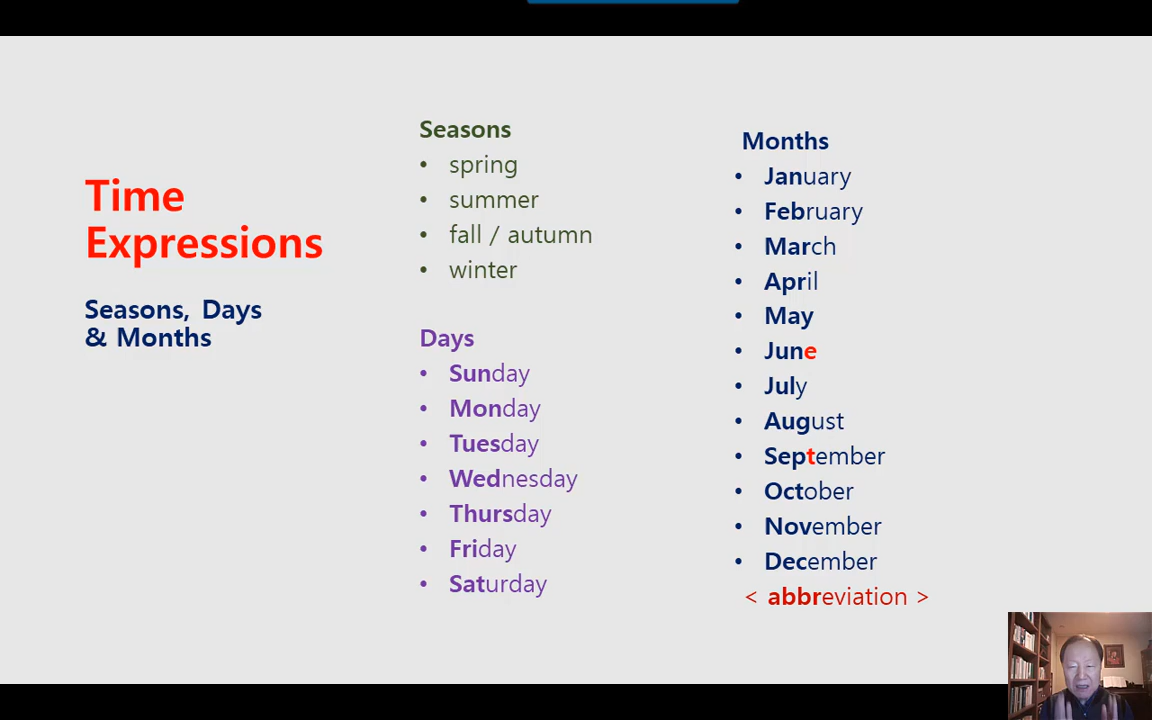 Time
Expressions
Seasons, Days
& Months
Seasons
• spring
• summer
• fall / autumn
• winter
Days
• Sunday
• Monday
• Tuesday
• Wednesday
• Thursday
• Friday
• Saturday
Months
• January
• February
• March
• April
• May
• June
• July
• August
• September
• October
• November
• December
< abbreviation >